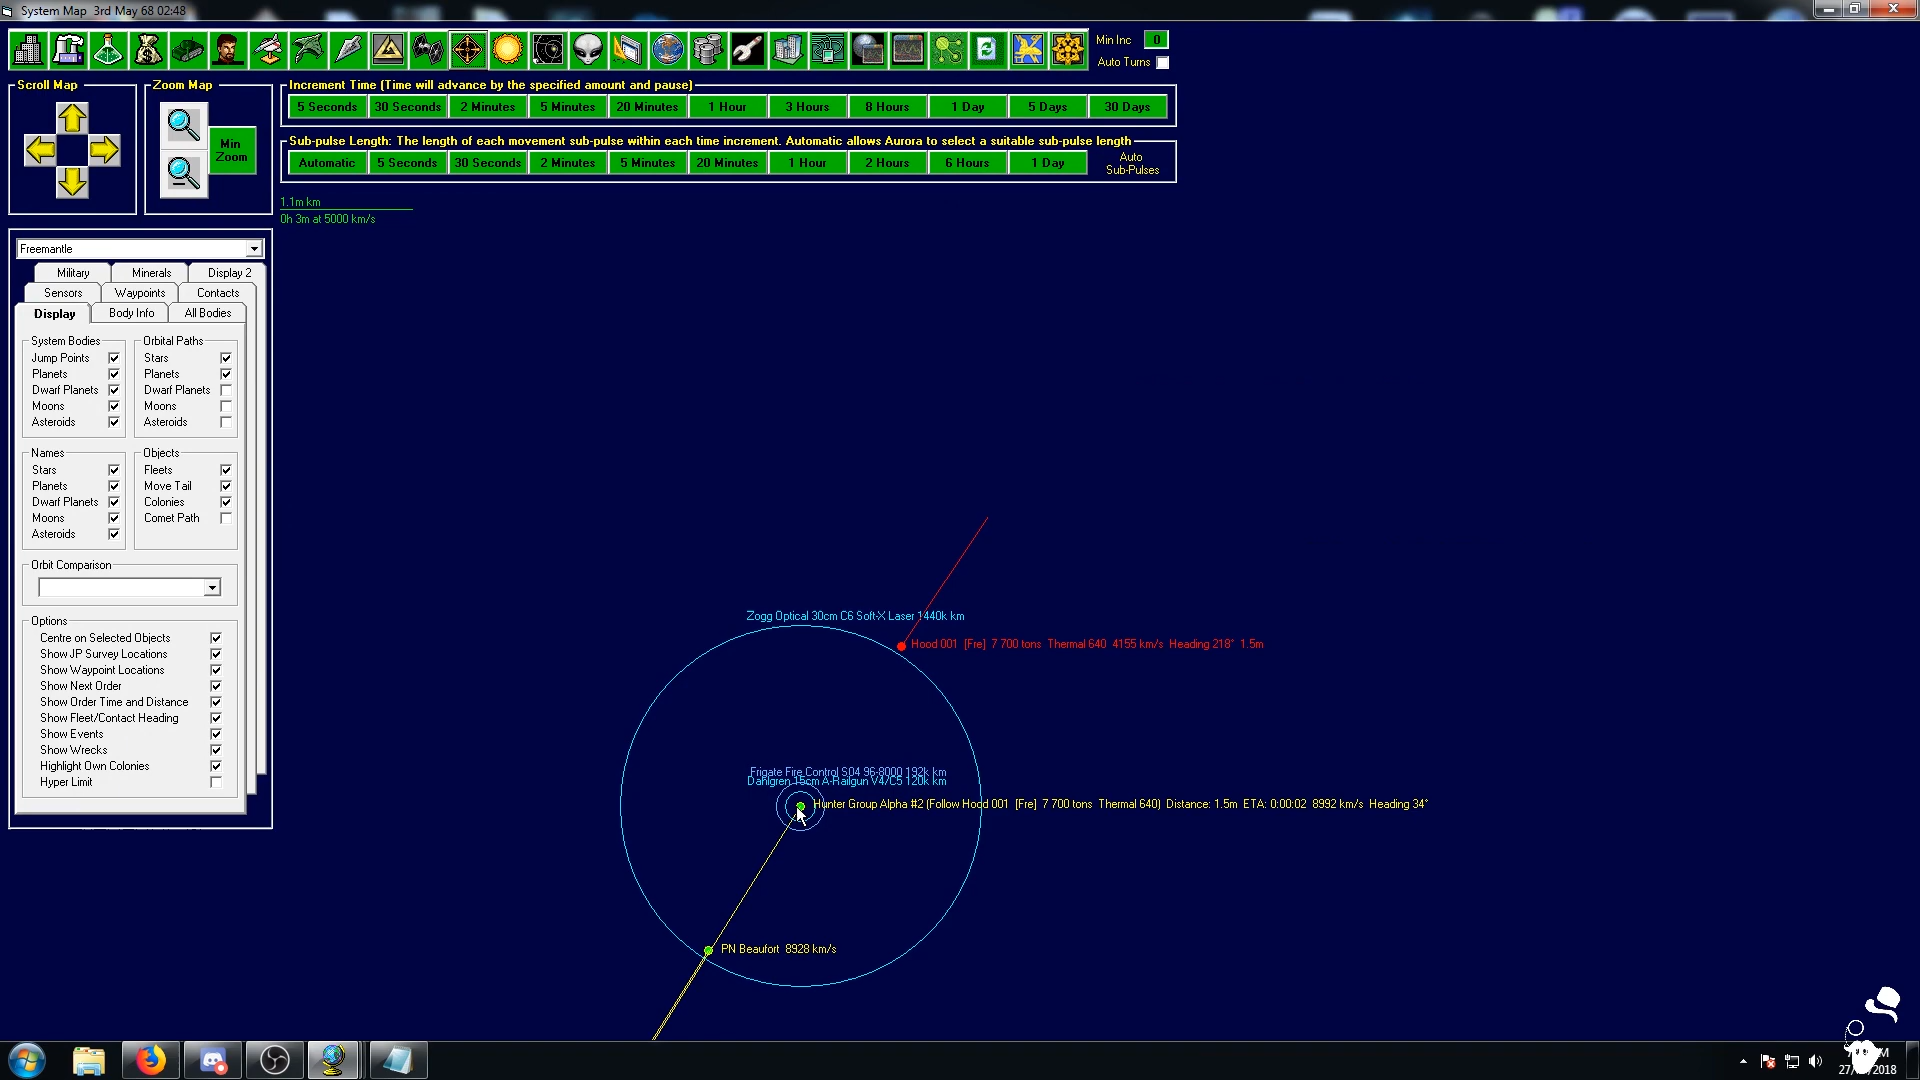 System Map 3rd May 68 02:48
Min Inc 0
Auto Turns
Scroll Map
Zoom Map
Min Zoom
Increment Time (Time will advance by the specified amount and pause)
5 Seconds 30 Seconds 2 Minutes 5 Minutes 20 Minutes 1 Hour 3 Hours 8 Hours 1 Day 5 Days 30 Days
Sub-pulse Length: The length of each movement sub-pulse within each time increment. Automatic allows Aurora to select a suitable sub-pulse length
Automatic 5 Seconds 30 Seconds 2 Minutes 5 Minutes 20 Minutes 1 Hour 2 Hours 6 Hours 1 Day
Auto
Sub-Pulses
1.1m km
0h 3m at 5000 km/s
Freemantle
Military Minerals Display 2
Sensors Waypoints Contacts
Display Body Info All Bodies
System Bodies
Jump Points
Planets
Dwarf Planets
Moons
Asteroids
Orbital Paths
Stars
Planets
Dwarf Planets
Moons
Asteroids
Names
Stars
Planets
Dwarf Planets
Moons
Asteroids
Objects
Fleets
Move Tail
Colonies
Comet Path
Orbit Comparison
Options
Centre on Selected Objects
Show JP Survey Locations
Show Waypoint Locations
Show Next Order
Show Order Time and Distance
Show Fleet/Contact Heading
Show Events
Show Wrecks
Highlight Own Colonies
Hyper Limit
Zogg Optical 30cm C6 Soft-X Laser 1440k km
Hood 001 [Fre] 7 700 tons Thermal 640 4155 km/s Heading 218° 1.5m
Frigate Fire Control S04 96-8000 192k km
Dahlgren 15cm A-Railgun V4/C5 120k km
Hunter Group Alpha #2 (Follow Hood 001 [Fre] 7 700 tons Thermal 640) Distance: 1.5m ETA: 0:00:02 8992 km/s Heading 34°
PN Beaufort 8928 km/s